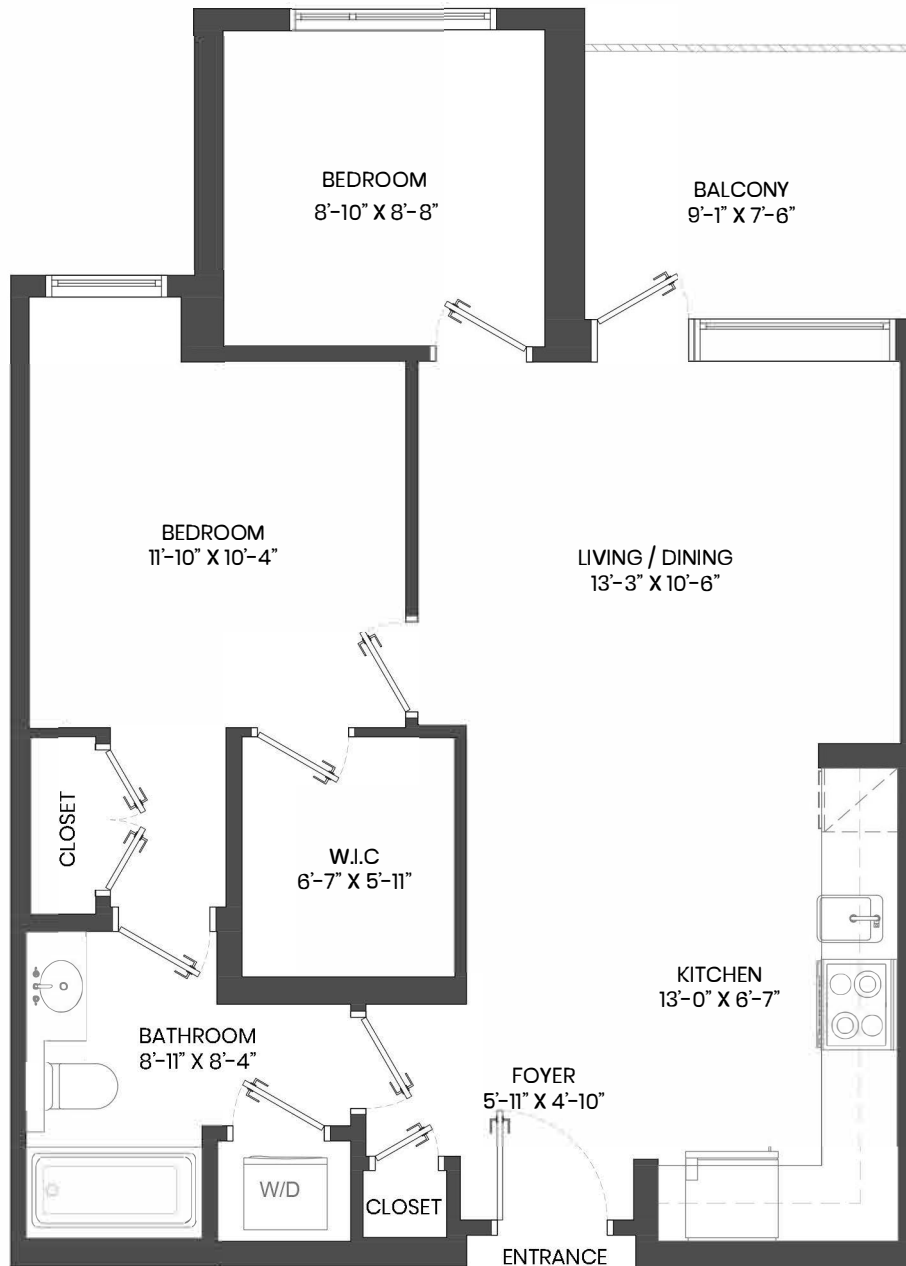 BEDROOM
8'-10" X 8'-8"
BALCONY
9'-1" X 7'-6"
BEDROOM
11'-10" X 10'-4"
LIVING / DINING
13'-3" X 10'-6"
CLOSET
W.I.C
6'-7" X 5'-11"
KITCHEN
13'-0" X 6'-7"
BATHROOM
8'-11" X 8'-4"
FOYER
5'-11" X 4'-10"
W/D
CLOSET
ENTRANCE